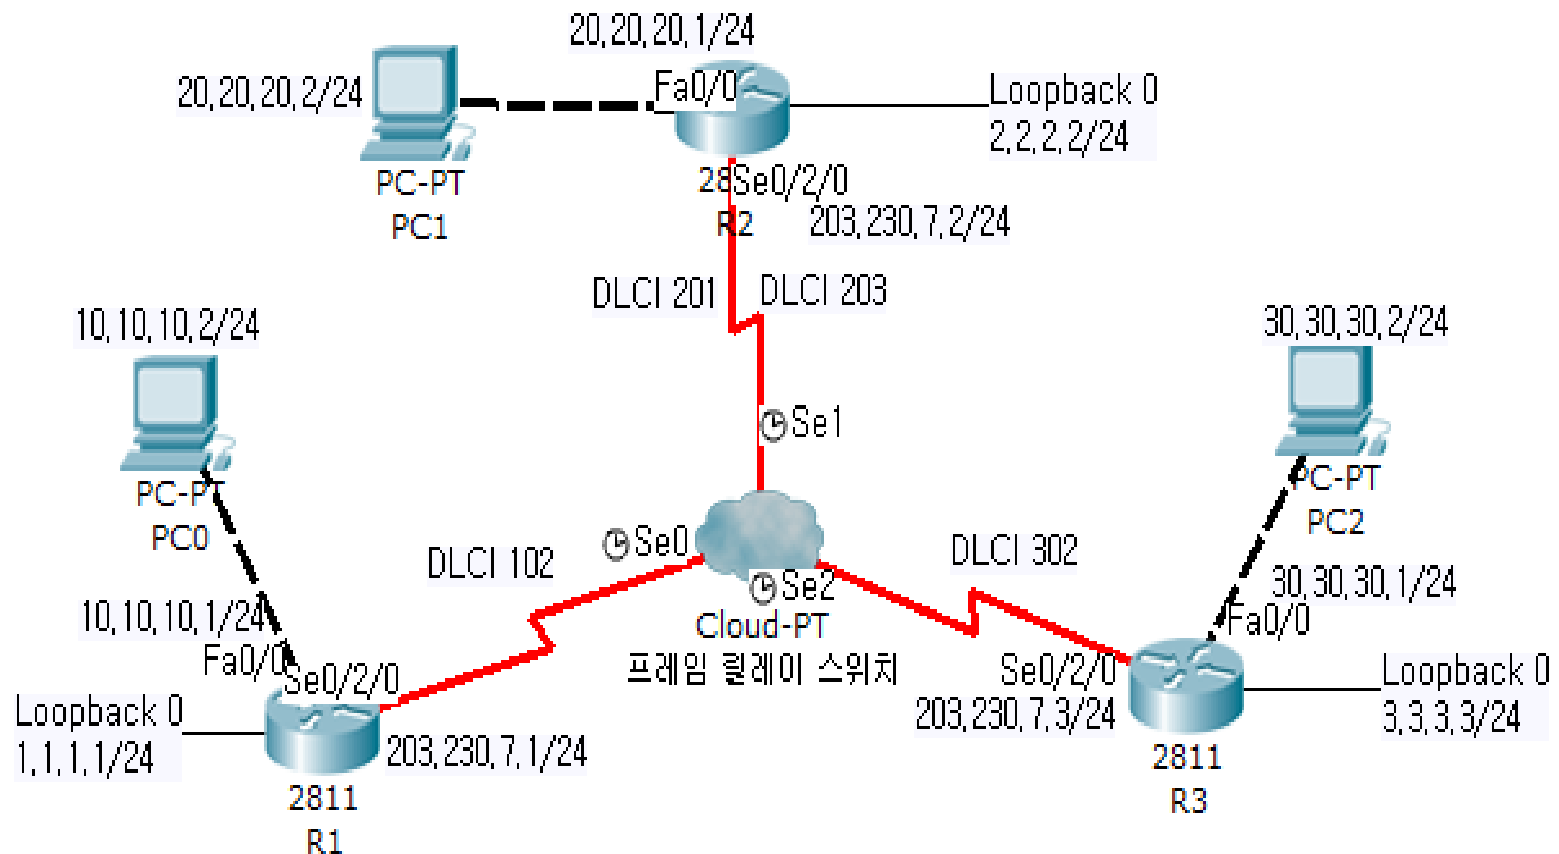 20,20,20,1/24
20,20,20,2/24
Fa0/0
Loopback 0
2,2,2,2/24
PC-PT
PC1
28
Se0/2/0
R2
203,230,7,2/24
DLCI 201
DLCI 203
10,10,10,2/24
30,30,30,2/24
Se1
PC-PT
PC0
PC-PT
PC2
Se0
DLCI 102
DLCI 302
Se2
Cloud-PT
프레임 릴레이 스위치
10,10,10,1/24
Fa0/0
Se0/2/0
30,30,30,1/24
Fa0/0
Se0/2/0
203,230,7,3/24
Loopback 0
3,3,3,3/24
Loopback 0
1,1,1,1/24
203,230,7,1/24
2811
R1
2811
R3